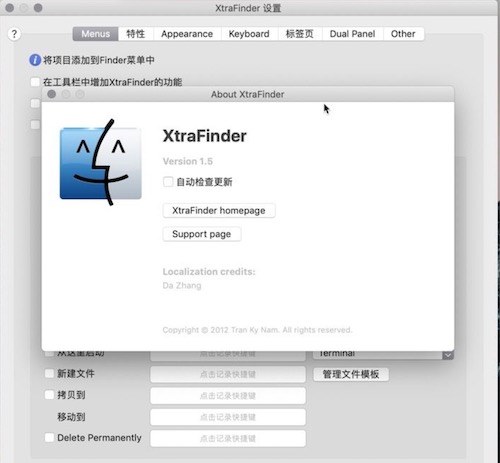 XtraFinder 设置
?
Menus 特性 Appearance Keyboard 标签页 Dual Panel Other
将项目添加到Finder菜单中
在工具栏中增加XtraFinder的功能
About XtraFinder
XtraFinder
Version 1.5
自动检查更新
XtraFinder homepage
Support page
Localization credits:
Da Zhang
Copyright © 2012 Tran Ky Nam. All rights reserved.
从这里启动 点击记录快捷键 Terminal
新建文件 点击记录快捷键 管理文件模板
拷贝到 点击记录快捷键
移动到 点击记录快捷键
Delete Permanently 点击记录快捷键